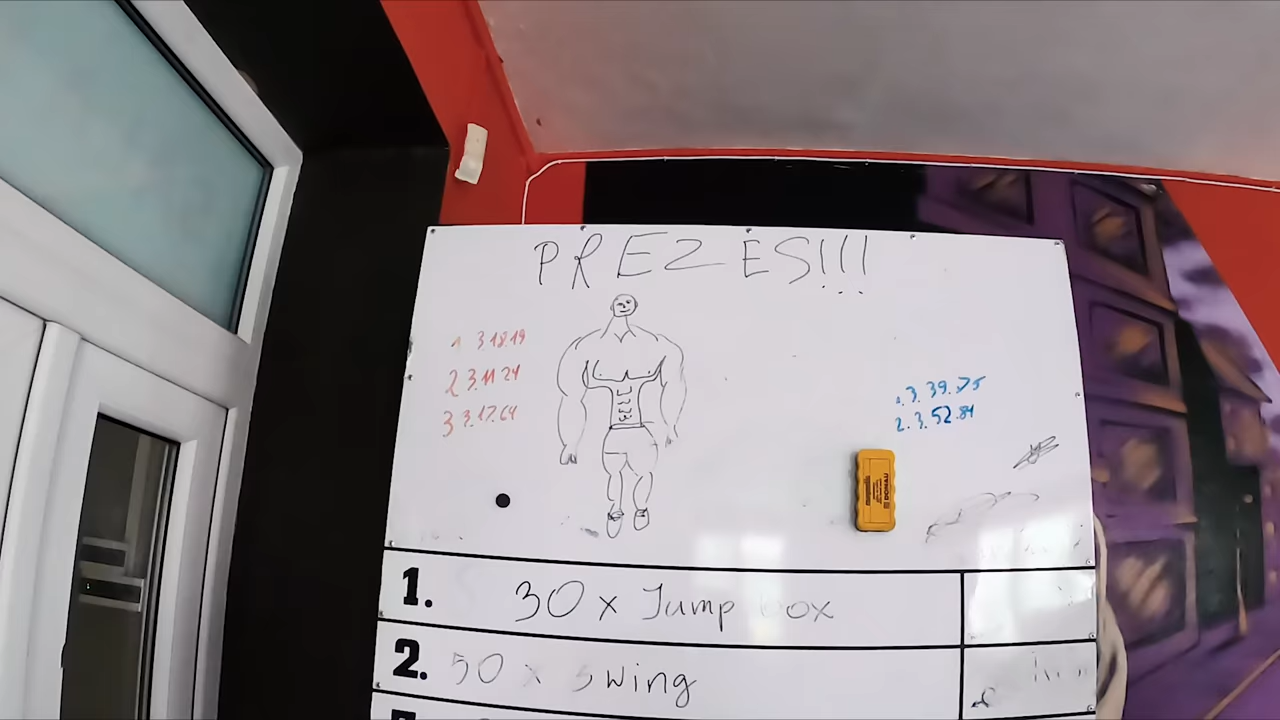 PREZES!!!
1 3.18.19
2 3.11.24
3 3.17.64
1. 3.39.75
2. 3.52.84
DONAU
1. 30 x Jump box
2. 50 x swing